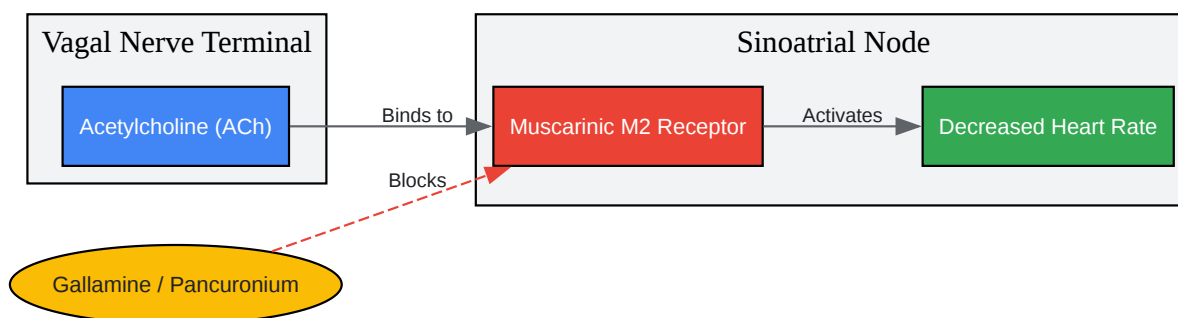 Vagal Nerve Terminal
Sinoatrial Node
Acetylcholine (ACh)
Binds to
Muscarinic M2 Receptor
Activates
Decreased Heart Rate
Blocks
Gallamine / Pancuronium